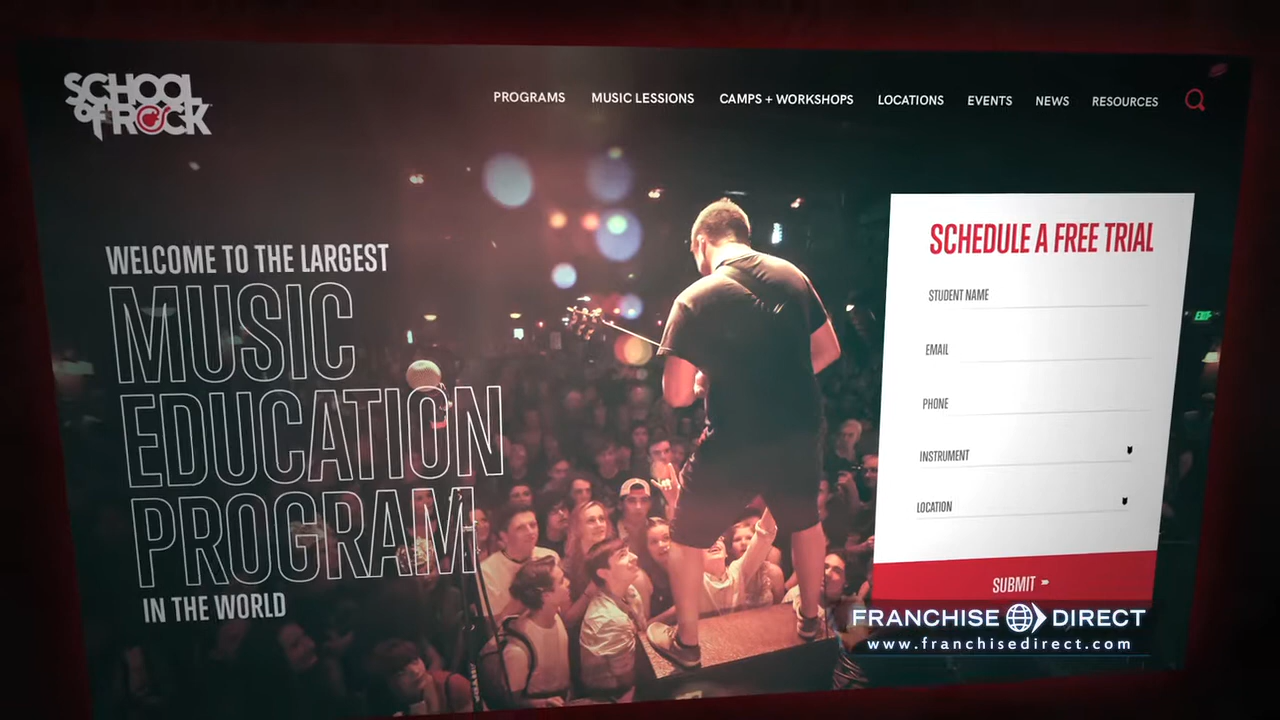 SCHOOL
of ROCK
PROGRAMS MUSIC LESSIONS CAMPS + WORKSHOPS LOCATIONS EVENTS NEWS RESOURCES
WELCOME TO THE LARGEST
MUSIC
EDUCATION
PROGRAM
IN THE WORLD
SCHEDULE A FREE TRIAL
STUDENT NAME
EMAIL
PHONE
INSTRUMENT
LOCATION
SUBMIT
EXIT
FRANCHISE DIRECT
www.franchisedirect.com